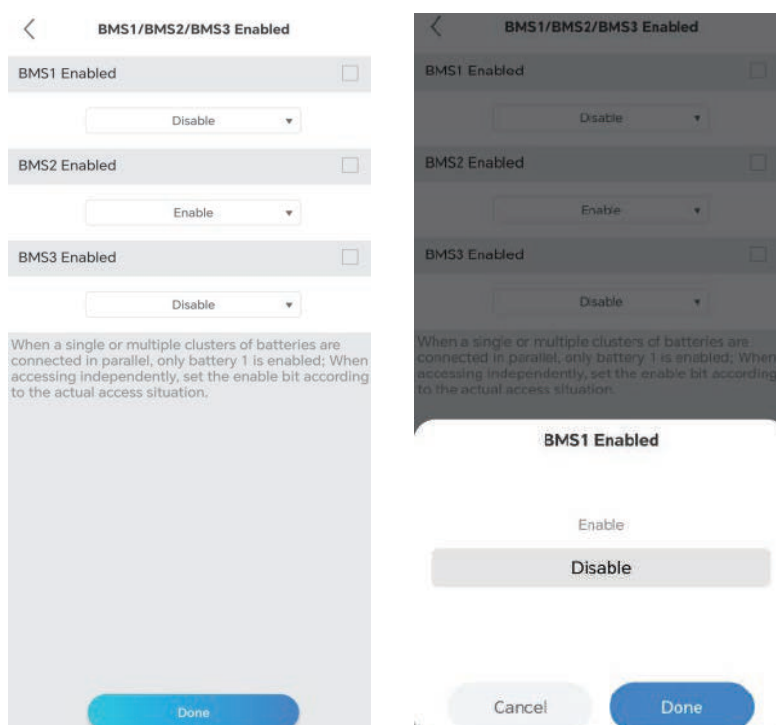 BMS1/BMS2/BMS3 Enabled
BMS1 Enabled
Disable
BMS2 Enabled
Enable
BMS3 Enabled
Disable
When a single or multiple clusters of batteries are
connected in parallel, only battery 1 is enabled; When
accessing independently, set the enable bit according
to the actual access situation.
Done
BMS1/BMS2/BMS3 Enabled
BMS1 Enabled
Disable
BMS2 Enabled
Enable
BMS3 Enabled
Disable
When a single or multiple clusters of batteries are
connected in parallel, only battery 1 is enabled; When
accessing independently, set the enable bit according
to the actual access situation.
BMS1 Enabled
Enable
Disable
Cancel
Done